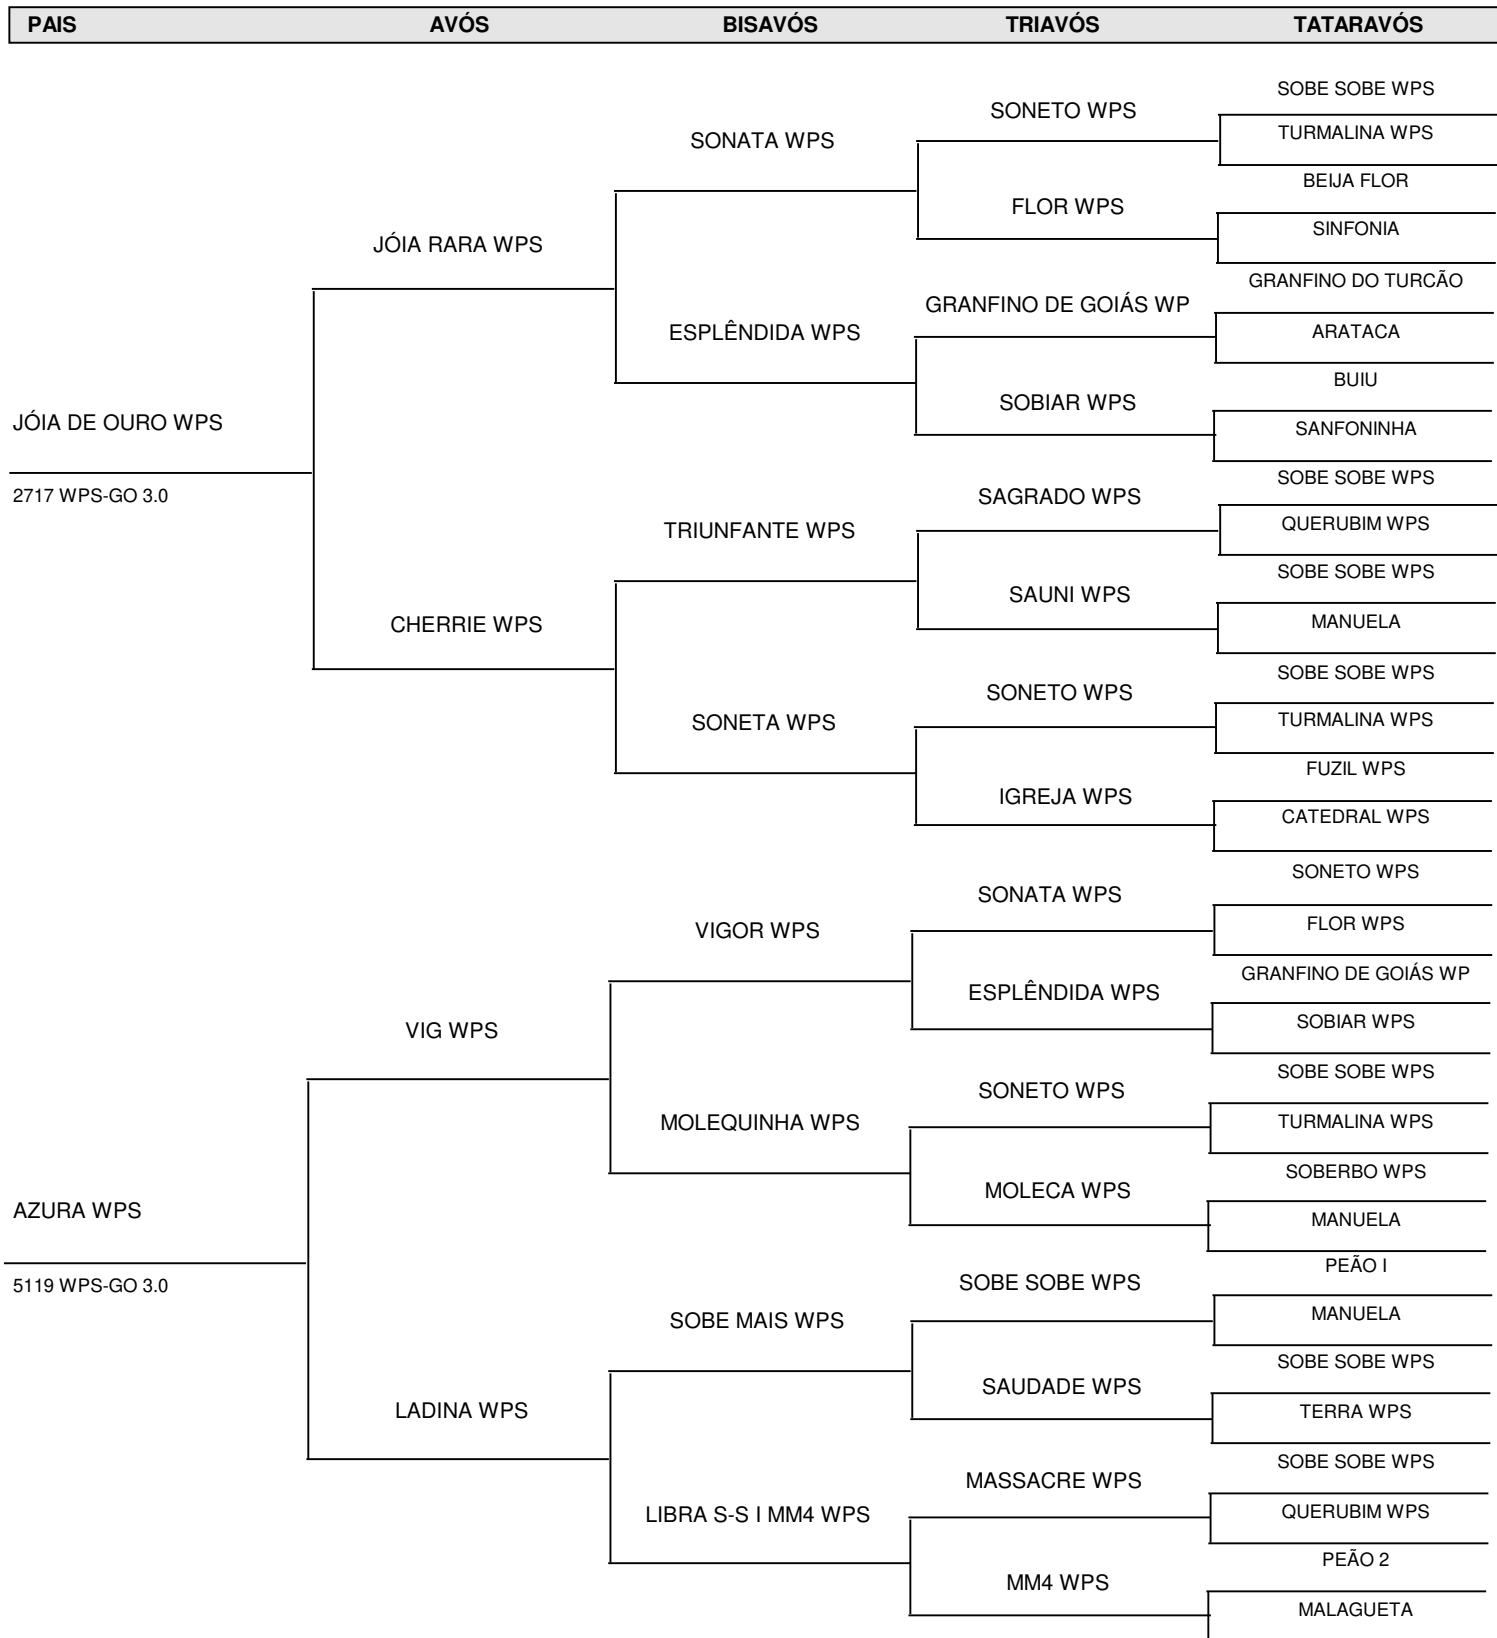 PAIS AVÓS BISAVÓS TRIAVÓS TATARAVÓS
SOBE SOBE WPS
SONETO WPS
TURMALINA WPS
SONATA WPS
BEIJA FLOR
FLOR WPS
SINFONIA
JÓIA RARA WPS
GRANFINO DO TURCÃO
GRANFINO DE GOIÁS WP
ARATACA
ESPLÊNDIDA WPS
BUIU
SOBIAR WPS
JÓIA DE OURO WPS
SANFONINHA
SOBE SOBE WPS
2717 WPS-GO 3.0
SAGRADO WPS
QUERUBIM WPS
TRIUNFANTE WPS
SOBE SOBE WPS
SAUNI WPS
MANUELA
CHERRIE WPS
SOBE SOBE WPS
SONETO WPS
TURMALINA WPS
SONETA WPS
FUZIL WPS
IGREJA WPS
CATEDRAL WPS
SONETO WPS
SONATA WPS
FLOR WPS
VIGOR WPS
GRANFINO DE GOIÁS WP
ESPLÊNDIDA WPS
SOBIAR WPS
VIG WPS
SOBE SOBE WPS
SONETO WPS
TURMALINA WPS
MOLEQUINHA WPS
SOBERBO WPS
MOLECA WPS
AZURA WPS
MANUELA
PEÃO I
SOBE SOBE WPS
5119 WPS-GO 3.0
MANUELA
SOBE MAIS WPS
SOBE SOBE WPS
SAUDADE WPS
LADINA WPS
TERRA WPS
SOBE SOBE WPS
MASSACRE WPS
QUERUBIM WPS
LIBRA S-S I MM4 WPS
PEÃO 2
MM4 WPS
MALAGUETA